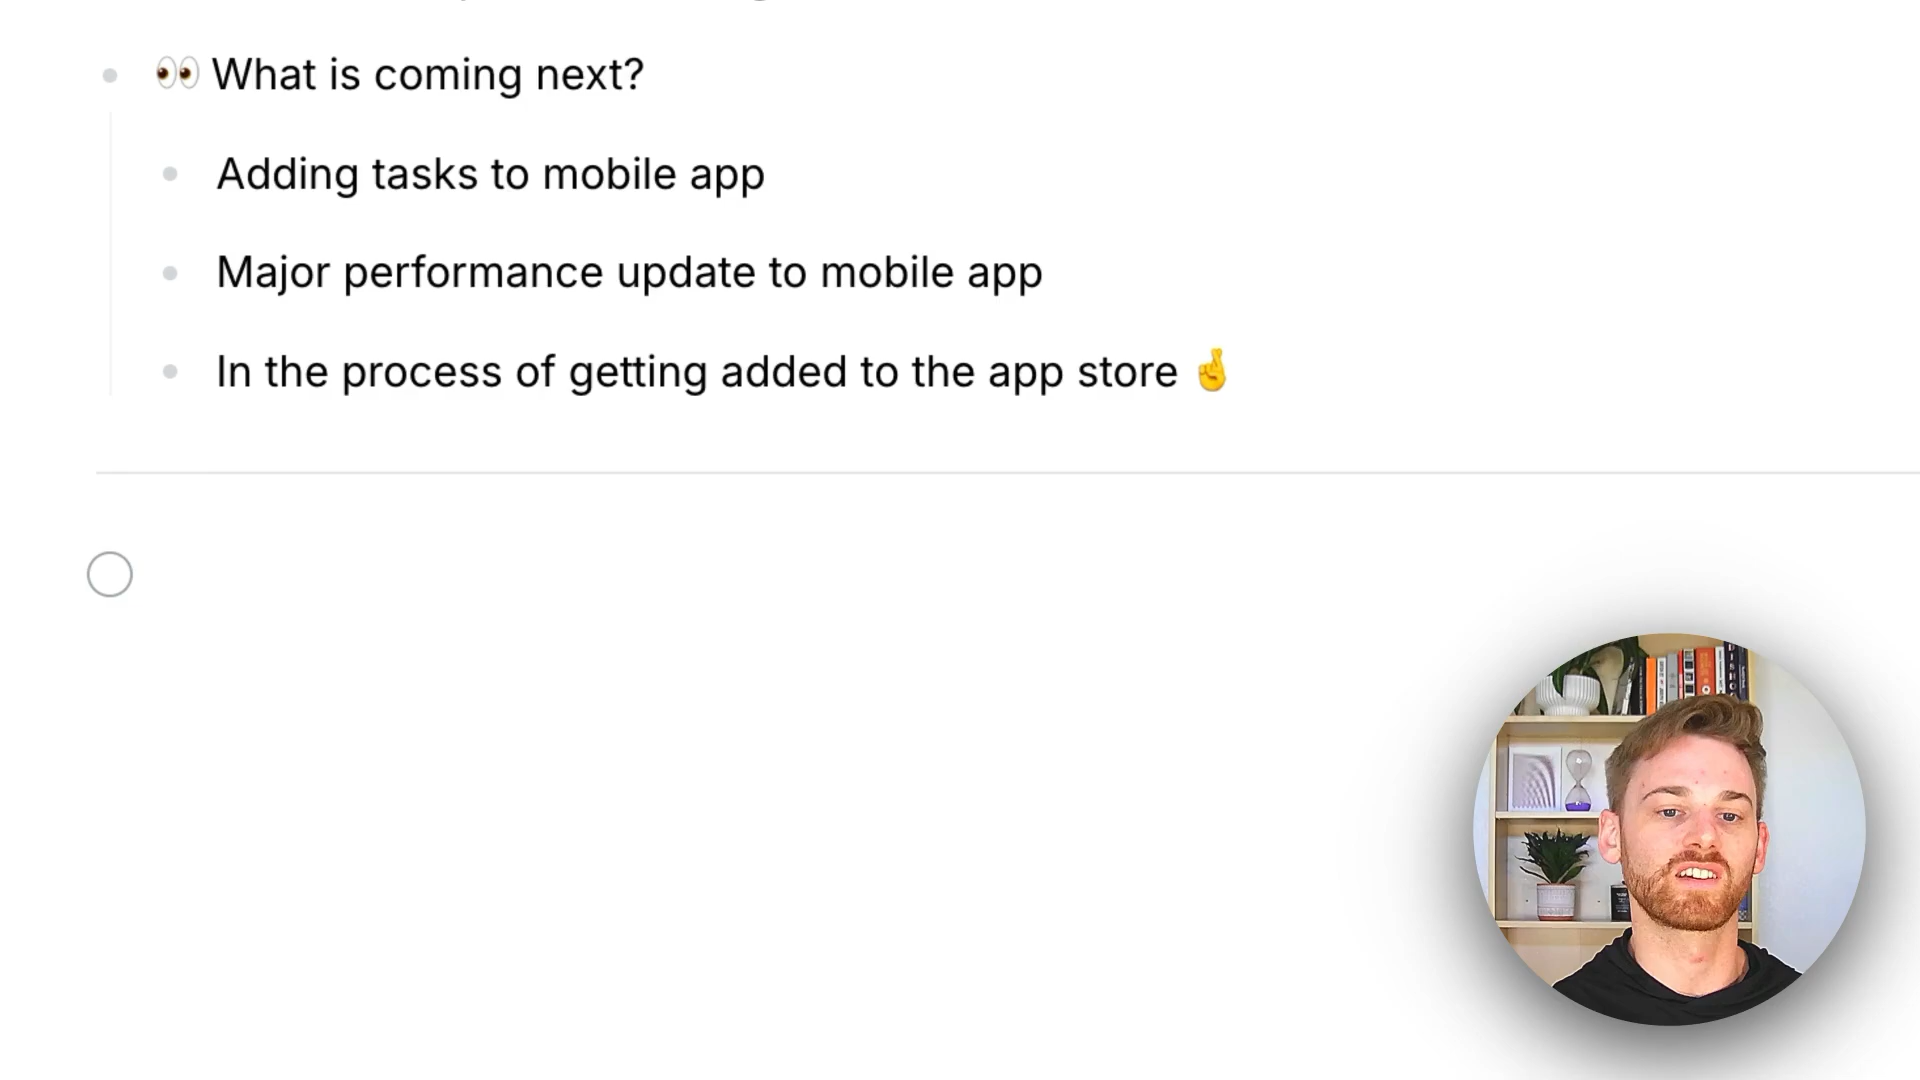 👀 What is coming next?
Adding tasks to mobile app
Major performance update to mobile app
In the process of getting added to the app store 🤞